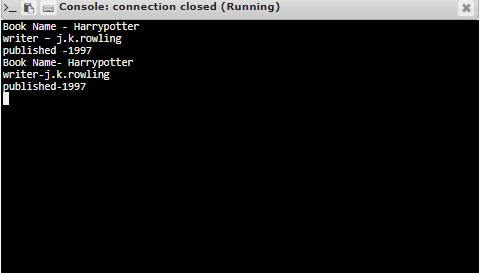 Console: connection closed (Running)
Book Name - Harrypotter
writer - j.k.rowling
published -1997
Book Name- Harrypotter
writer-j.k.rowling
published-1997